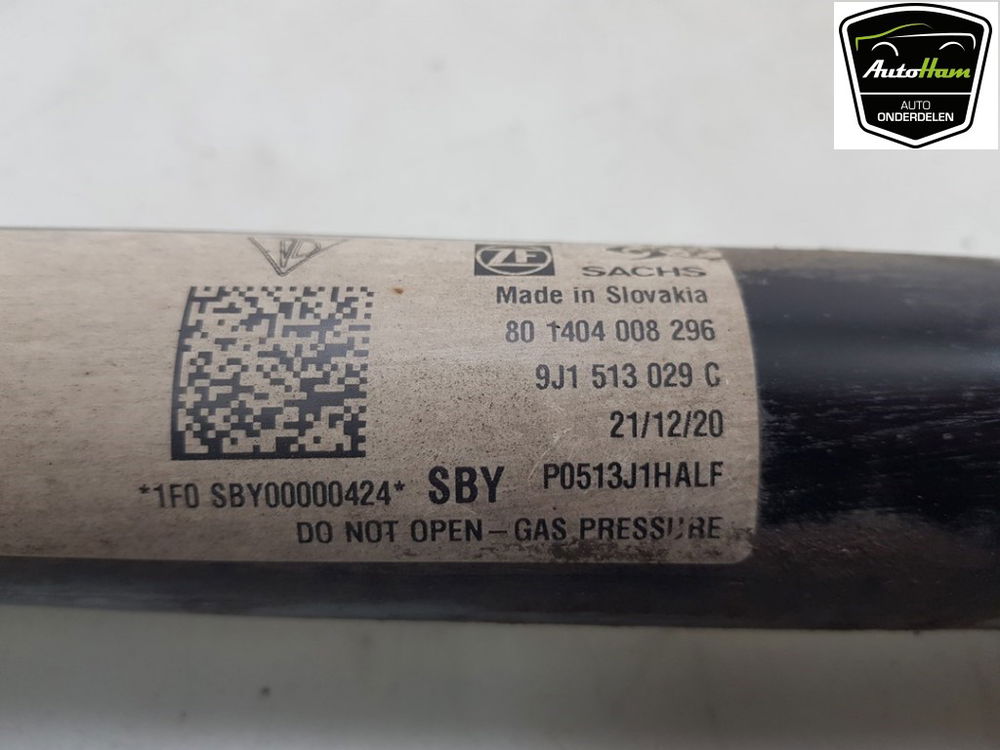 AutoHam
AUTO
ONDERDELEN
ZF
SACHS
Made in Slovakia
80 1404 008 296
9J1 513 029 C
21/12/20
*1F0 SBY00000424* SBY P0513J1HALF
DO NOT OPEN - GAS PRESSURE